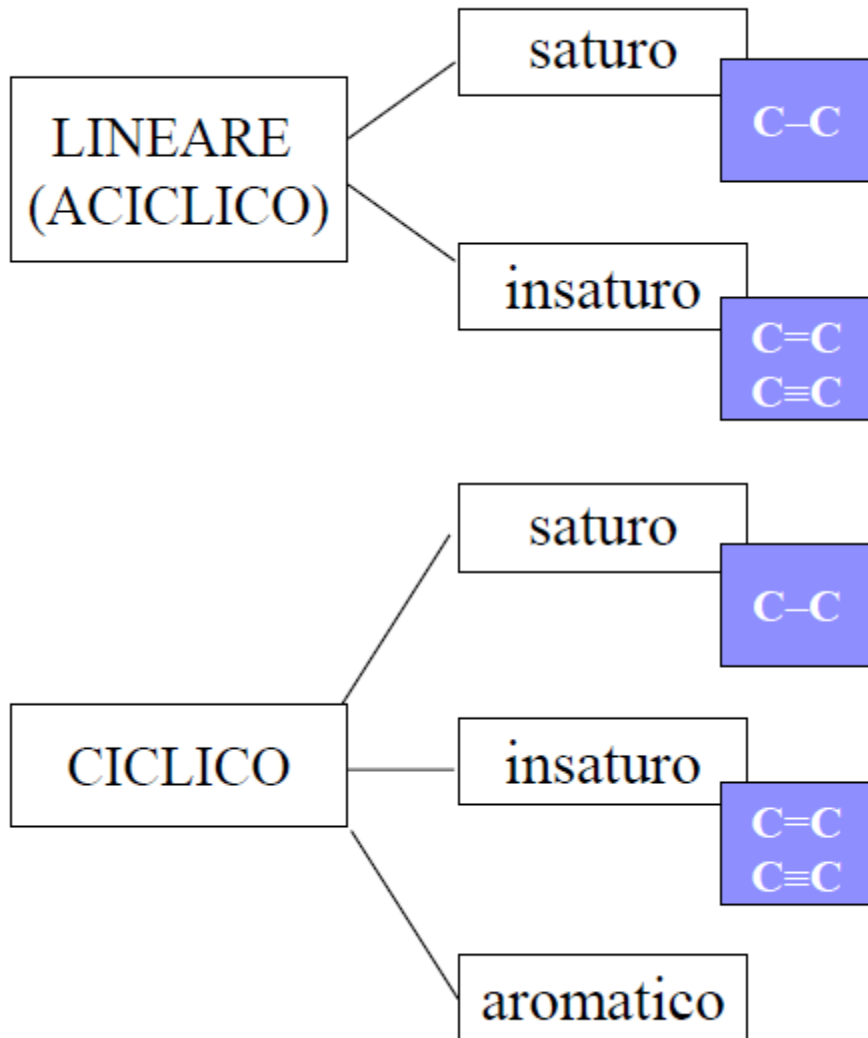 saturo
C–C
LINEARE
(ACICLICO)
insaturo
C=C
C≡C
saturo
C–C
CICLICO
insaturo
C=C
C≡C
aromatico